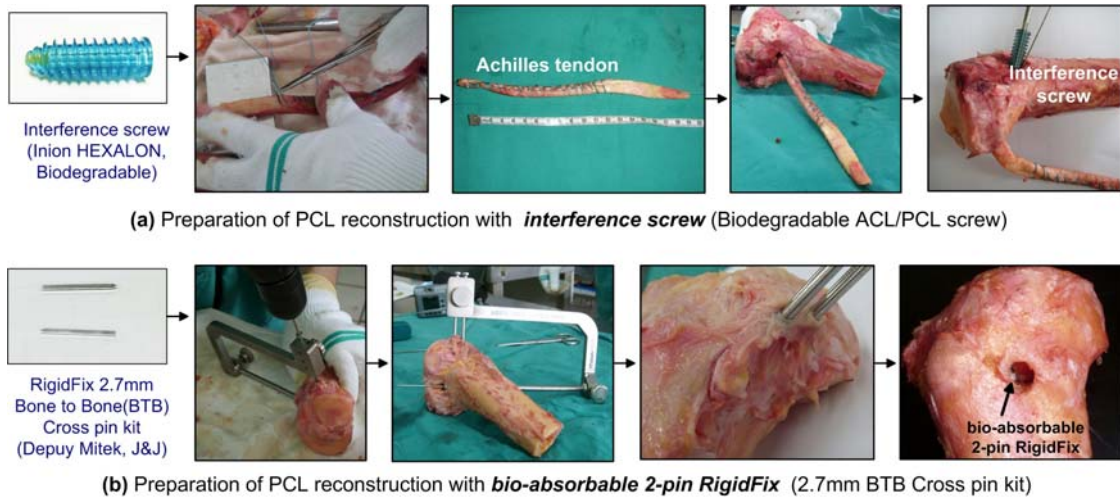 Interference screw
(Inion HEXALON,
Biodegradable)
Achilles tendon
Interference
screw
(a) Preparation of PCL reconstruction with interference screw (Biodegradable ACL/PCL screw)
RigidFix 2.7mm
Bone to Bone(BTB)
Cross pin kit
(Depuy Mitek, J&J)
bio-absorbable
2-pin RigidFix
(b) Preparation of PCL reconstruction with bio-absorbable 2-pin RigidFix (2.7mm BTB Cross pin kit)